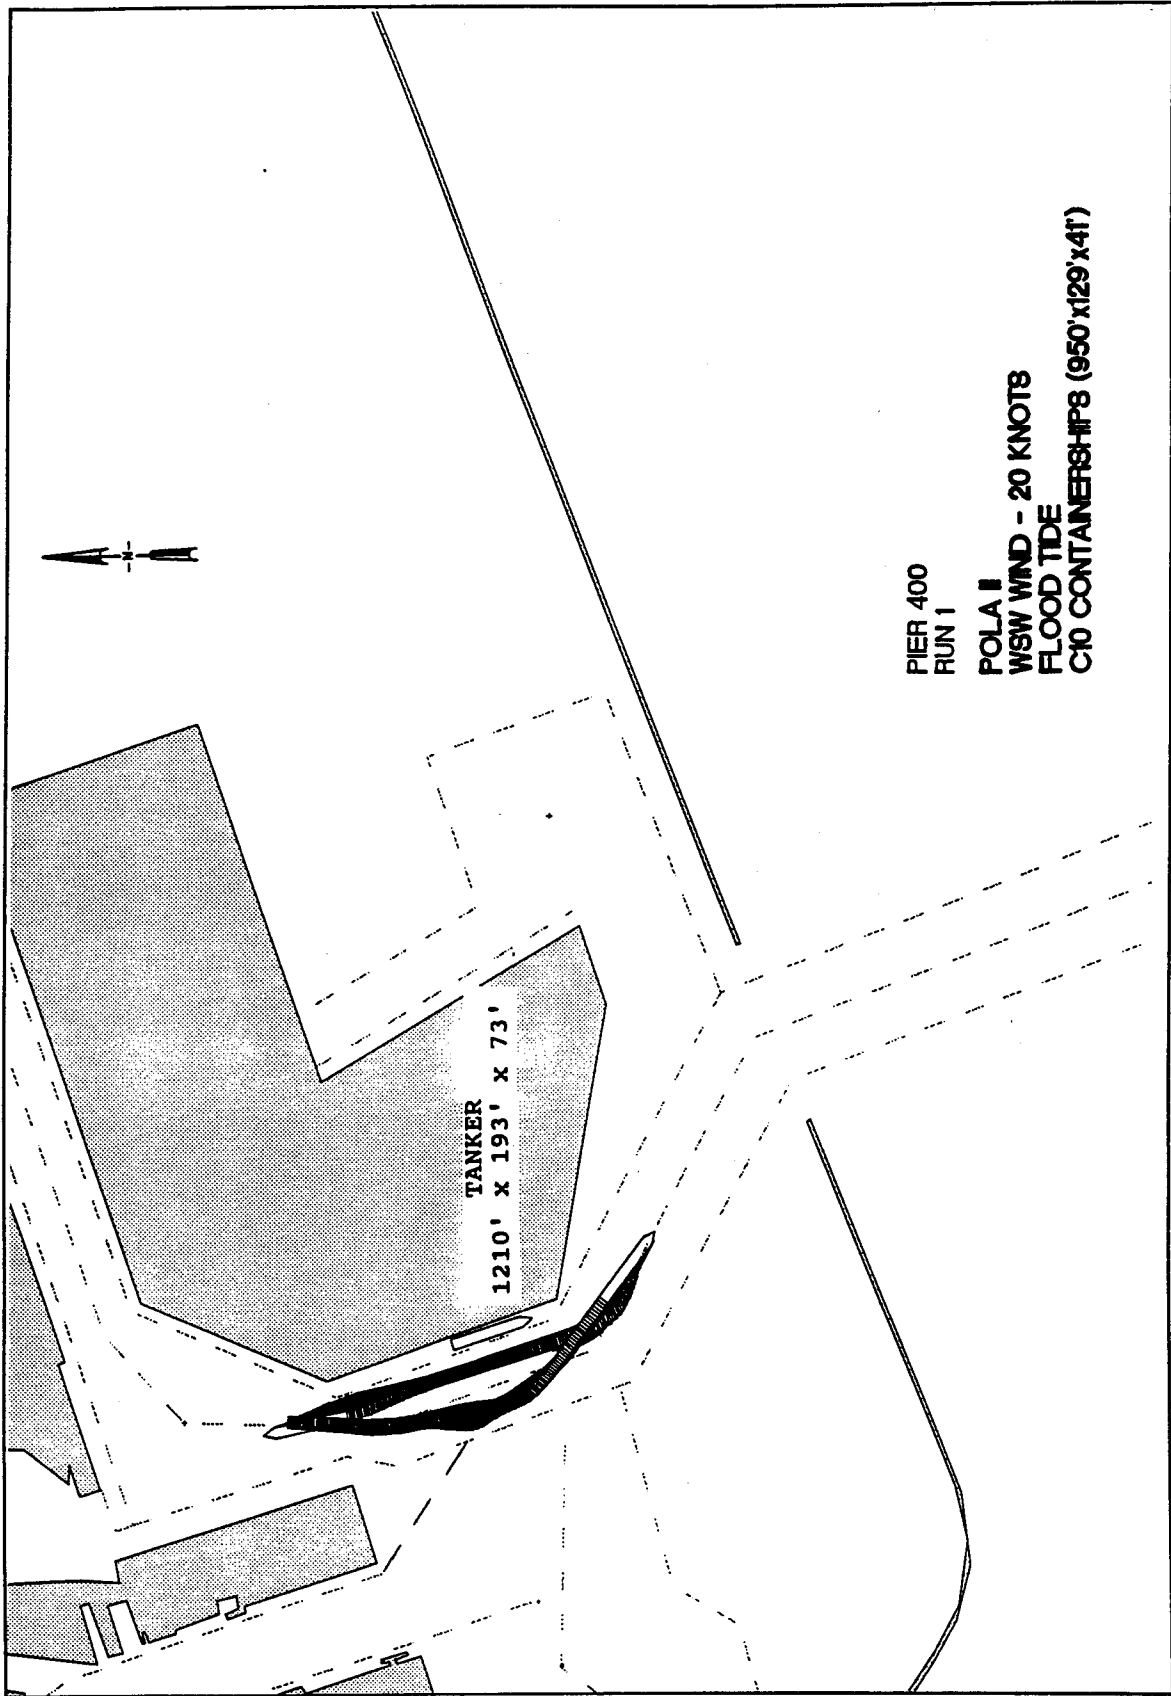 N
TANKER
1210' x 193' x 73'
PIER 400
RUN 1
POLA II
WSW WIND - 20 KNOTS
FLOOD TIDE
C10 CONTAINERSHIPS (950'x129'x41')